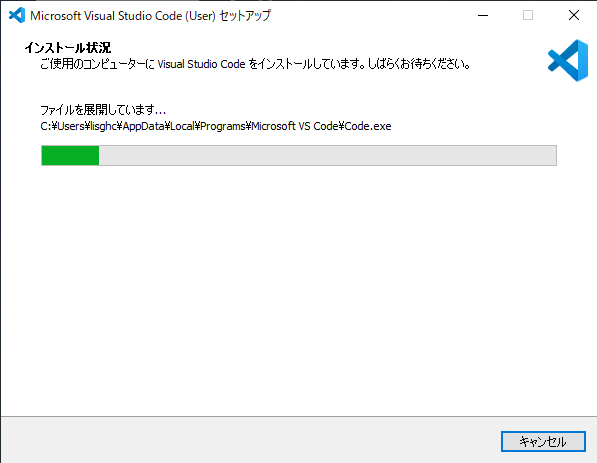 Microsoft Visual Studio Code (User) セットアップ
インストール状況
ご使用のコンピューターに Visual Studio Code をインストールしています。しばらくお待ちください。
ファイルを展開しています...
C:¥Users¥lisghc¥AppData¥Local¥Programs¥Microsoft VS Code¥Code.exe
キャンセル